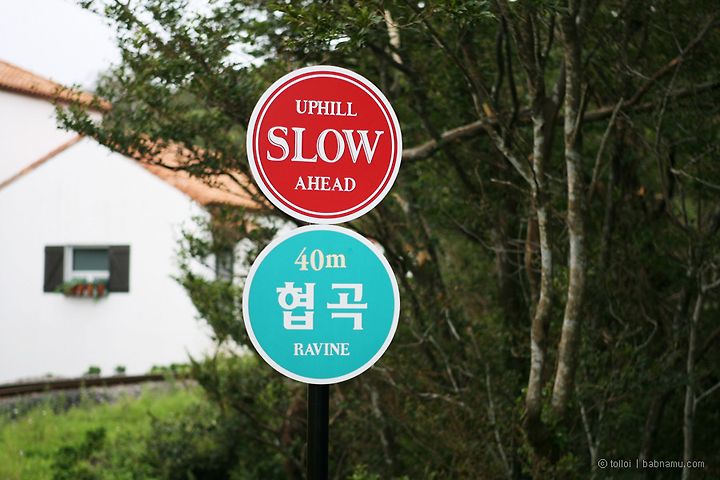 UPHILL
SLOW
AHEAD
40m
협곡
RAVINE
© tolloi | babnamu.com